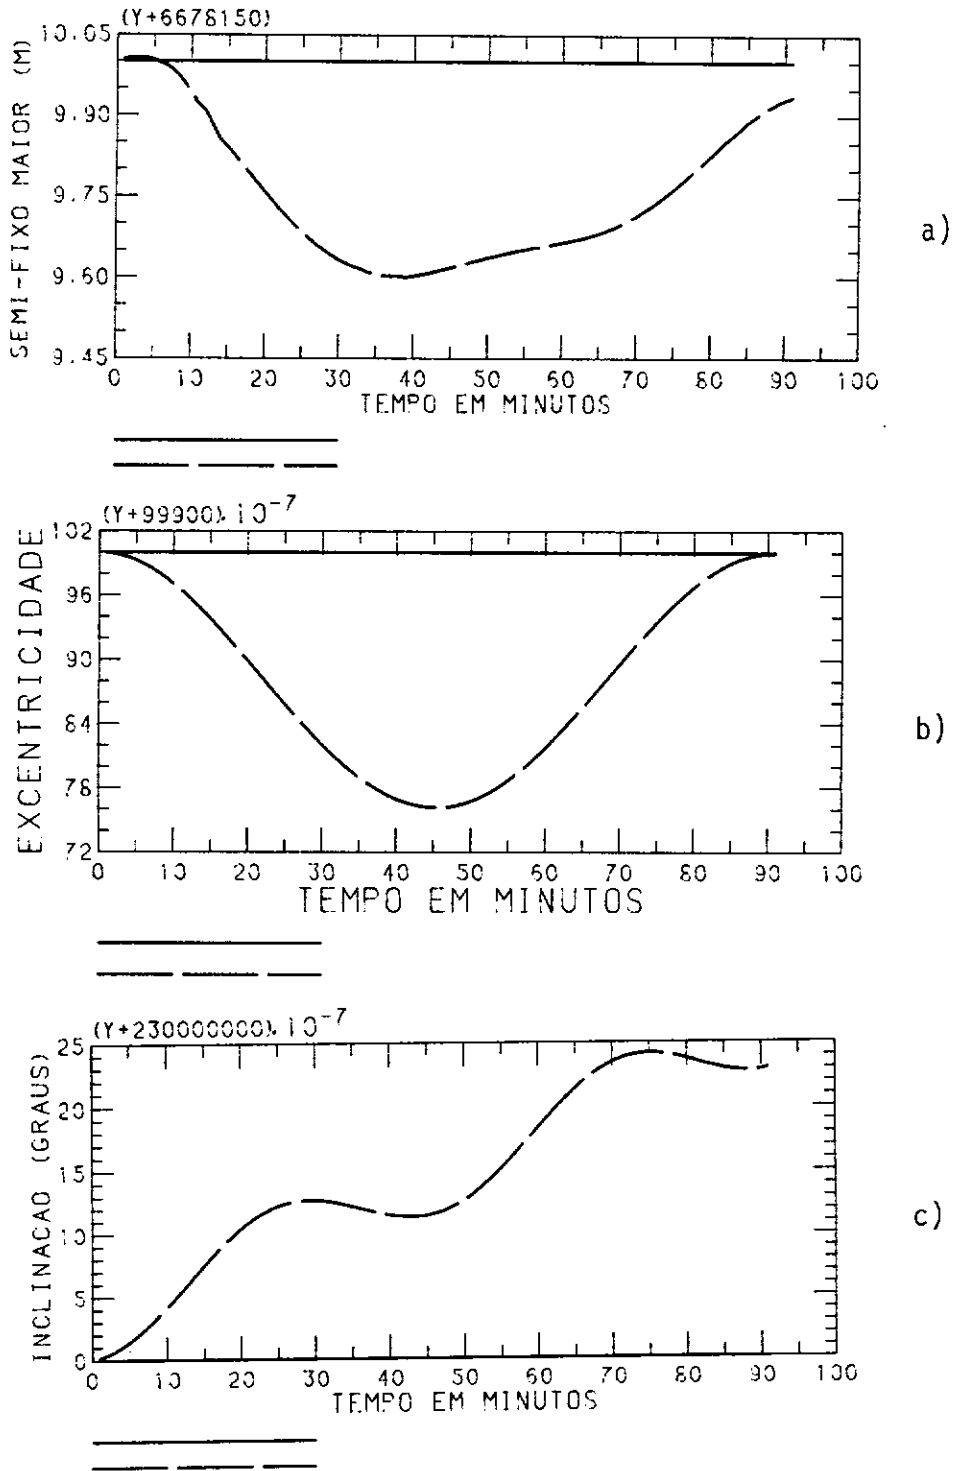 (Y+6678150)
SEMI-FIXO MAIOR (M)
10.05
9.90
9.75
9.60
9.45
0 10 20 30 40 50 60 70 80 90 100
TEMPO EM MINUTOS
a)
(Y+99900).10-7
EXCENTRICIDADE
102
96
90
84
78
72
0 10 20 30 40 50 60 70 80 90 100
TEMPO EM MINUTOS
b)
(Y+230000000).10-7
INCLINACAO (GRAUS)
25
20
15
10
5
0
0 10 20 30 40 50 60 70 80 90 100
TEMPO EM MINUTOS
c)